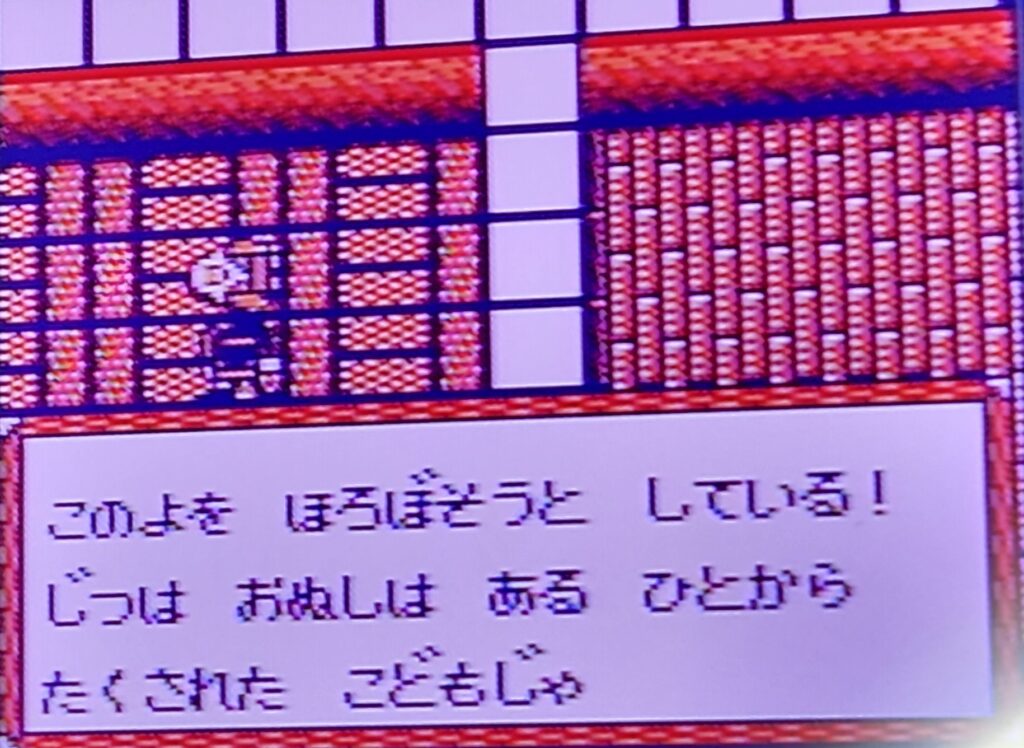 このよを　ほろぼそうと　している！
じつは　おぬしは　ある　ひとから
たくされた　こどもじゃ